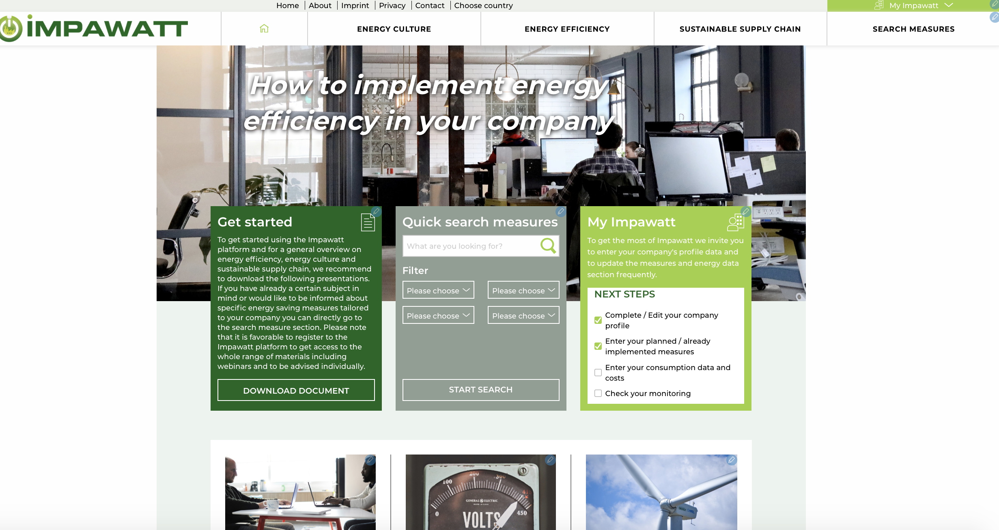 Home About Imprint Privacy Contact Choose country
My Impawatt
iMPAWATT
ENERGY CULTURE
ENERGY EFFICIENCY
SUSTAINABLE SUPPLY CHAIN
SEARCH MEASURES
How to implement energy
efficiency in your company
Get started
To get started using the Impawatt
platform and for a general overview on
energy efficiency, energy culture and
sustainable supply chain, we recommend
to download the following presentations.
If you have already a certain subject in
mind or would like to be informed about
specific energy saving measures tailored
to your company you can directly go to
the search measure section. Please note
that it is favorable to register to the
Impawatt platform to get access to the
whole range of materials including
webinars and to be advised individually.
DOWNLOAD DOCUMENT
Quick search measures
What are you looking for?
Filter
Please choose Please choose
Please choose Please choose
START SEARCH
My Impawatt
To get the most of Impawatt we invite you
to enter your company's profile data and
to update the measures and energy data
section frequently.
NEXT STEPS
Complete / Edit your company
profile
Enter your planned / already
implemented measures
Enter your consumption data and
costs
Check your monitoring
0 100 200 300 450
GENERAL ELECTRIC
MADE IN U.S.A.
VOLTS